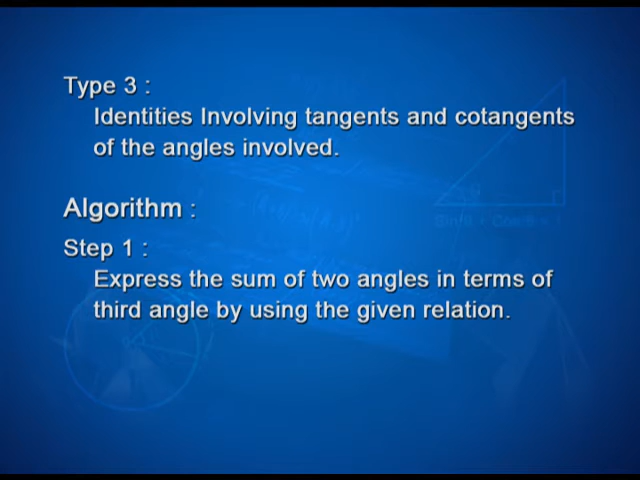 Type 3 :
Identities Involving tangents and cotangents
of the angles involved.
Algorithm :
Step 1 :
Express the sum of two angles in terms of
third angle by using the given relation.